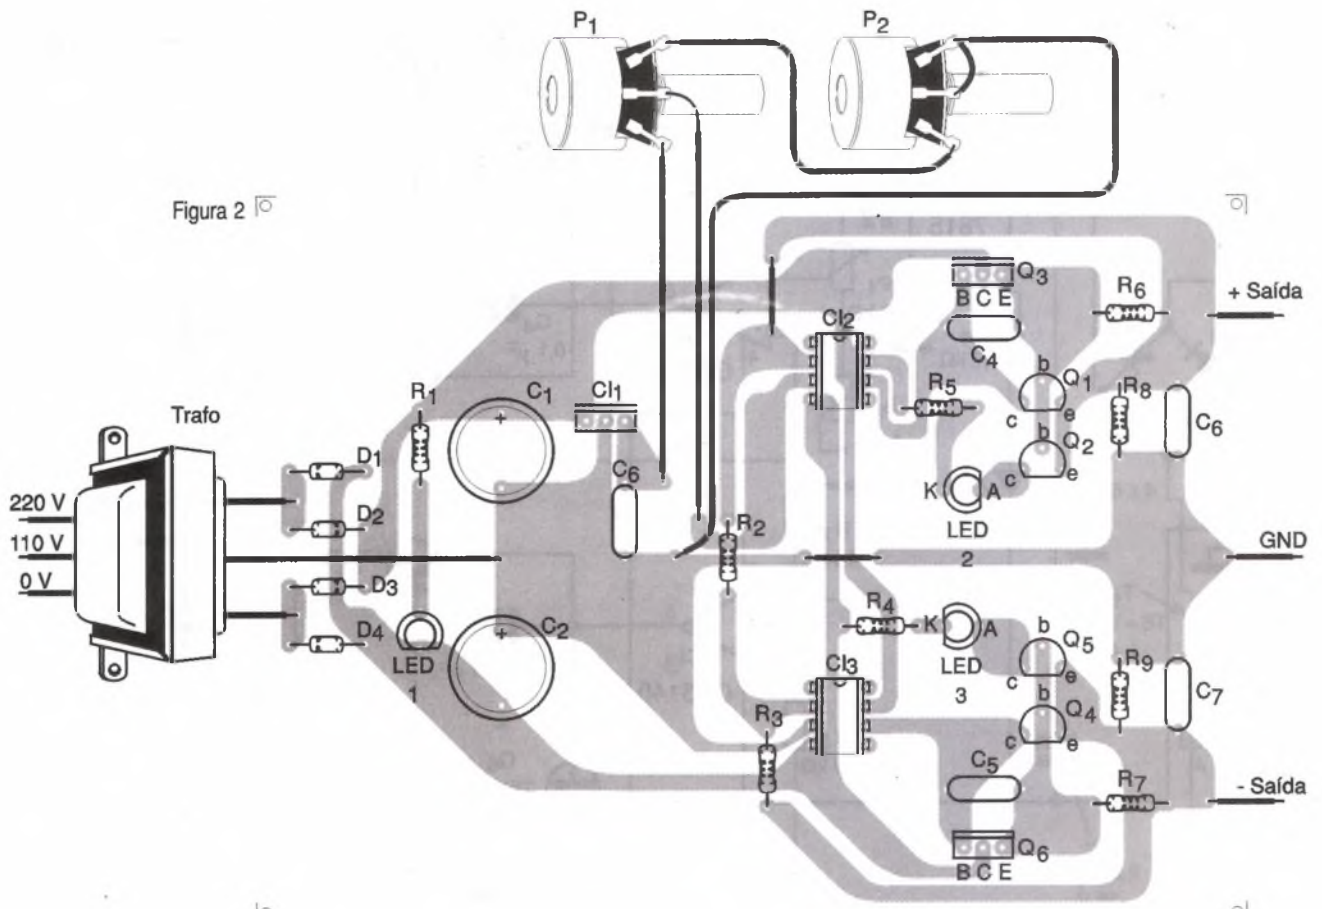 P1
P2
Figura 2
Q3
B C E
R6
+ Saída
CI2
C4
b
Q1
R1
C1
CI1
R5
c
e
R8
C6
Trafo
b
Q2
c
e
D1
C6
K
A
LED
2
220 V
110 V
0 V
D2
R2
GND
D3
R4
K
A
LED
3
D4
LED
1
C2
b
Q5
c
e
R9
C7
CI3
b
Q4
c
e
R3
C5
R7
- Saída
Q6
B C E